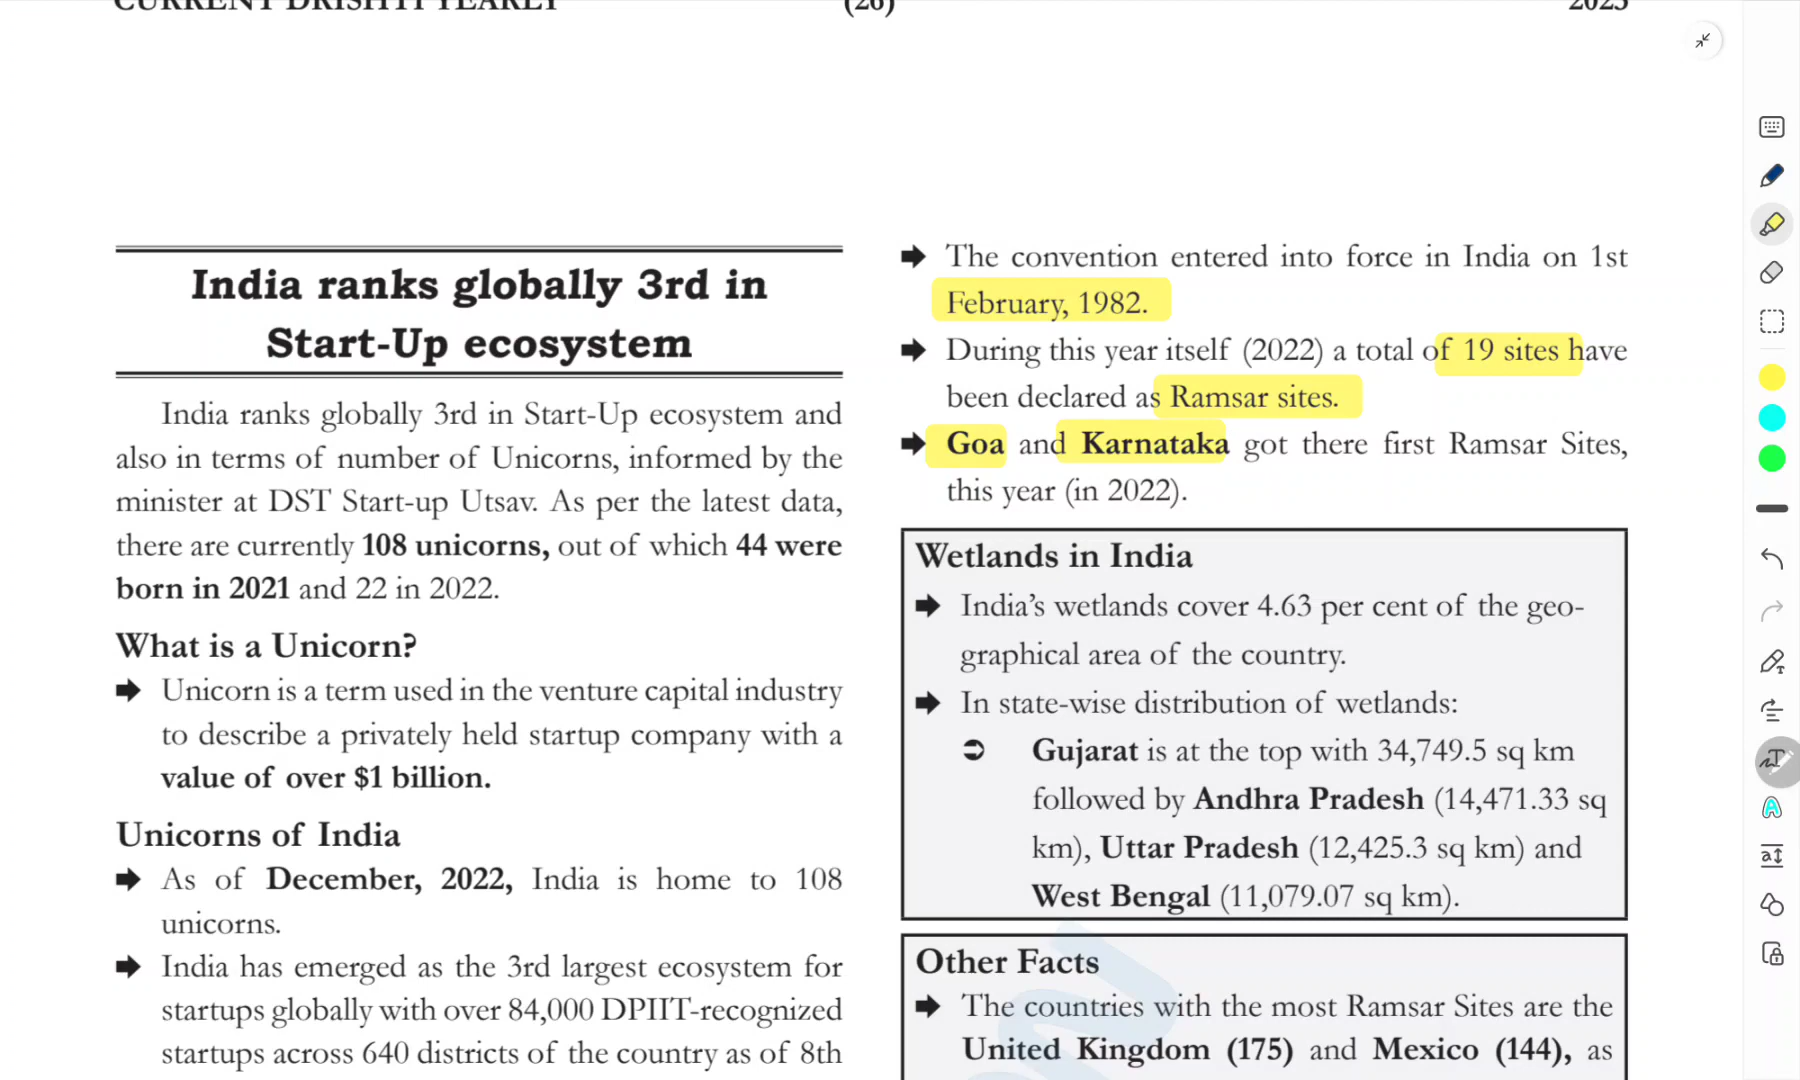 CURRENT DRISHTI YEARLY
(26)
2023
India ranks globally 3rd in
Start-Up ecosystem
India ranks globally 3rd in Start-Up ecosystem and
also in terms of number of Unicorns, informed by the
minister at DST Start-up Utsav. As per the latest data,
there are currently 108 unicorns, out of which 44 were
born in 2021 and 22 in 2022.
What is a Unicorn?
Unicorn is a term used in the venture capital industry
to describe a privately held startup company with a
value of over $1 billion.
Unicorns of India
As of December, 2022, India is home to 108
unicorns.
India has emerged as the 3rd largest ecosystem for
startups globally with over 84,000 DPIIT-recognized
startups across 640 districts of the country as of 8th
The convention entered into force in India on 1st
February, 1982.
During this year itself (2022) a total of 19 sites have
been declared as Ramsar sites.
Goa and Karnataka got there first Ramsar Sites,
this year (in 2022).
Wetlands in India
India’s wetlands cover 4.63 per cent of the geo-
graphical area of the country.
In state-wise distribution of wetlands:
Gujarat is at the top with 34,749.5 sq km
followed by Andhra Pradesh (14,471.33 sq
km), Uttar Pradesh (12,425.3 sq km) and
West Bengal (11,079.07 sq km).
Other Facts
The countries with the most Ramsar Sites are the
United Kingdom (175) and Mexico (144), as